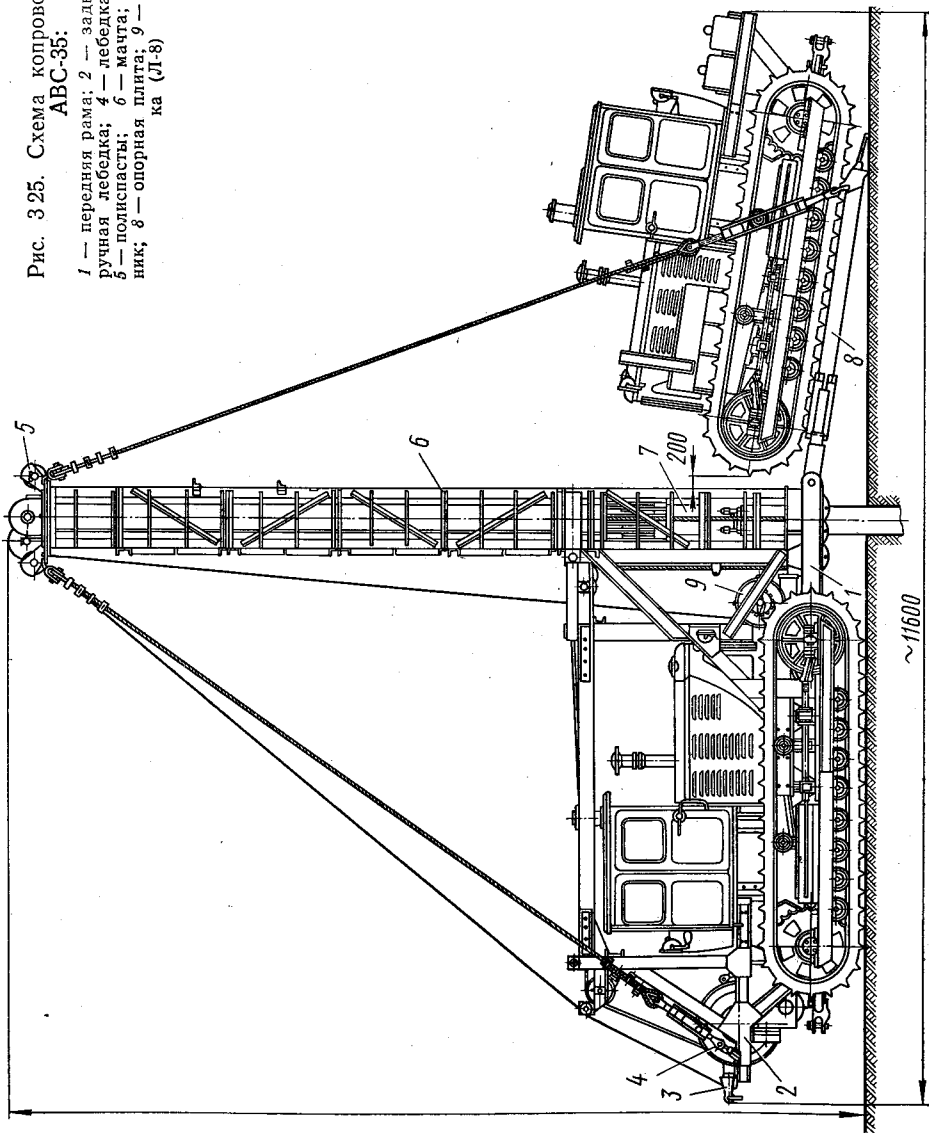 Рис. 3 25. Схема копрово
АВС-35:
1 — передняя рама; 2 — задн
ручная лебедка; 4 — лебедка
5 — полиспасты; 6 — мачта;
ник; 8 — опорная плита; 9 —
ка (Л-8)
5
6
7
200
8
9
1
~11600
4
3
2